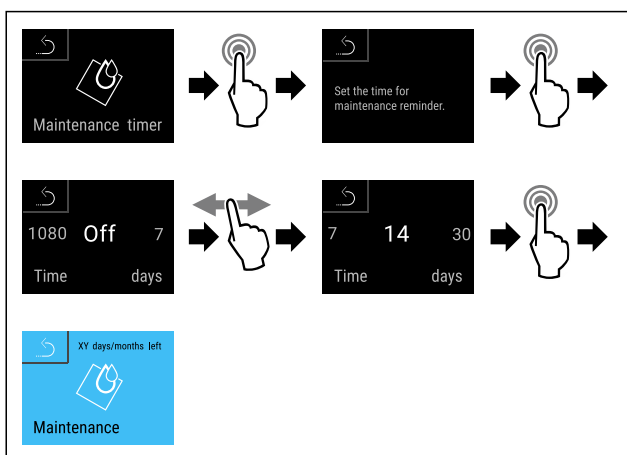 Maintenance timer
Set the time for
maintenance reminder.
1080 Off 7
Time days
7 14 30
Time days
XY days/months left
Maintenance